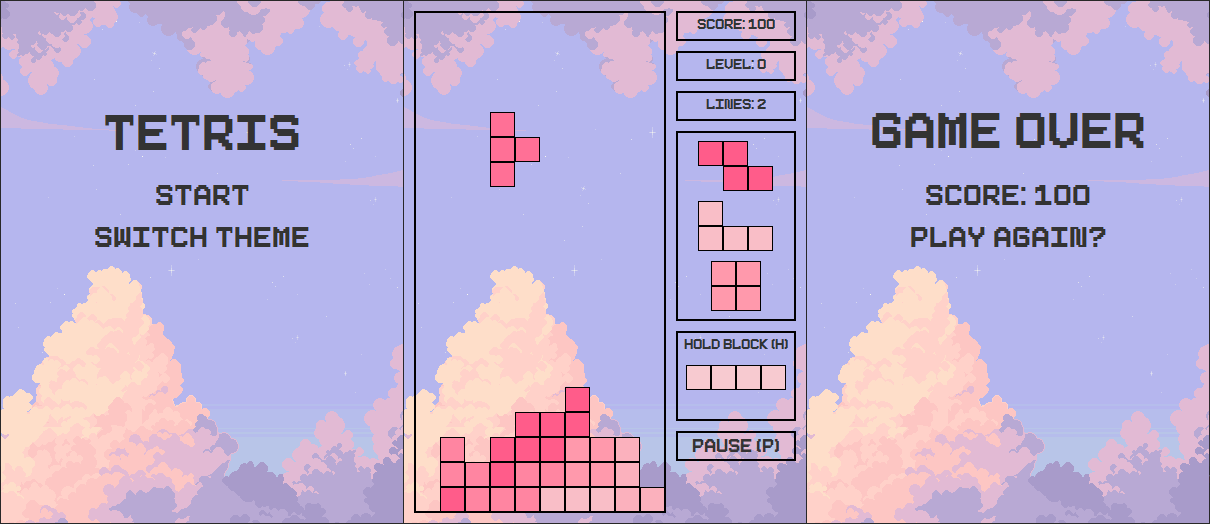 TETRIS
START
SWITCH THEME
SCORE: 100
LEVEL: 0
LINES: 2
HOLD BLOCK (H)
PAUSE (P)
GAME OVER
SCORE: 100
PLAY AGAIN?